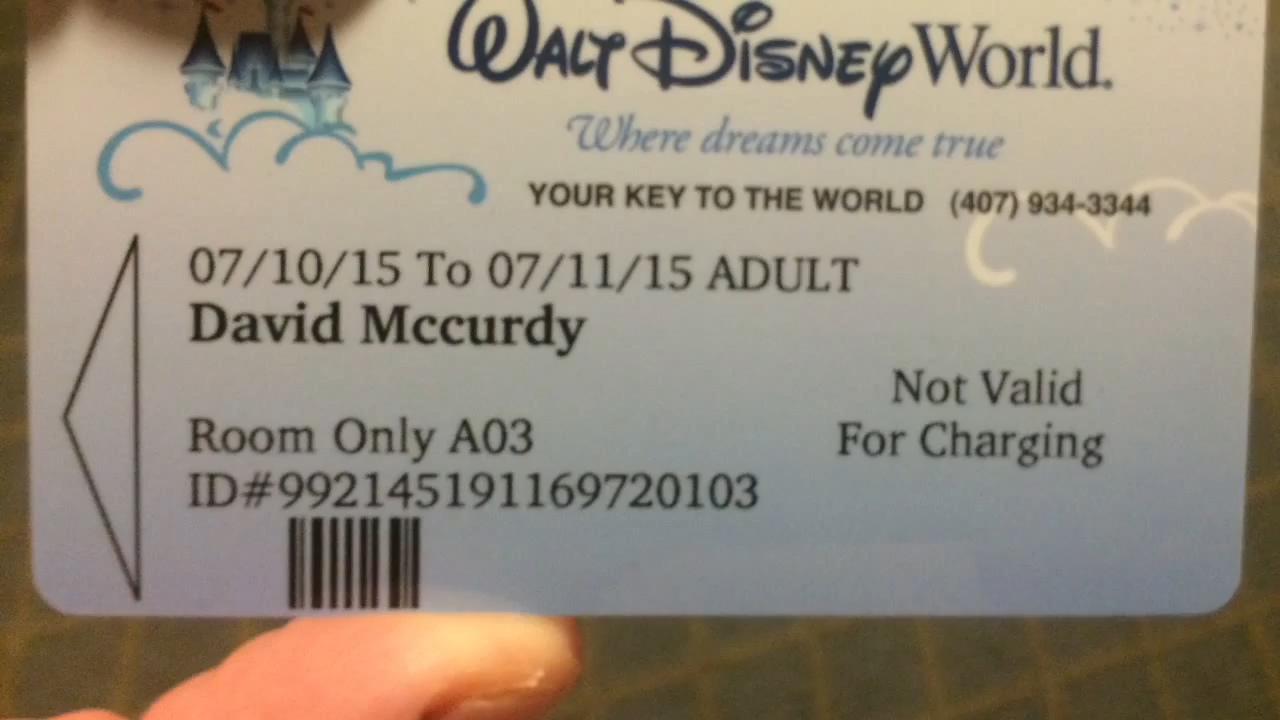 WALT DISNEY World.
Where dreams come true
YOUR KEY TO THE WORLD (407) 934-3344
07/10/15 To 07/11/15 ADULT
David Mccurdy
Not Valid
For Charging
Room Only A03
ID#992145191169720103